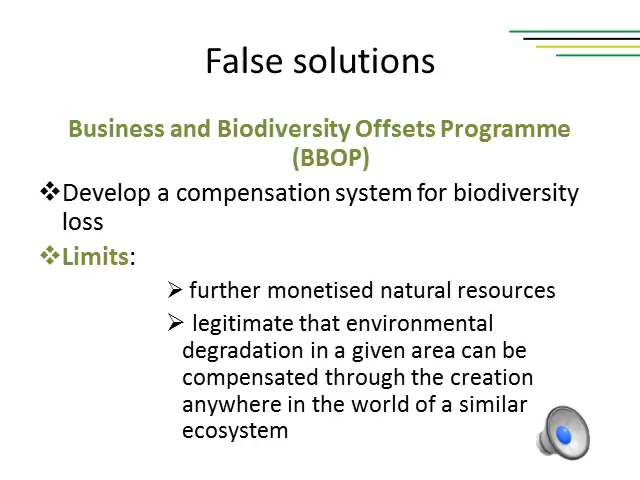 False solutions
Business and Biodiversity Offsets Programme
(BBOP)
❖Develop a compensation system for biodiversity
loss
❖Limits:
➢ further monetised natural resources
➢ legitimate that environmental
degradation in a given area can be
compensated through the creation
anywhere in the world of a similar
ecosystem